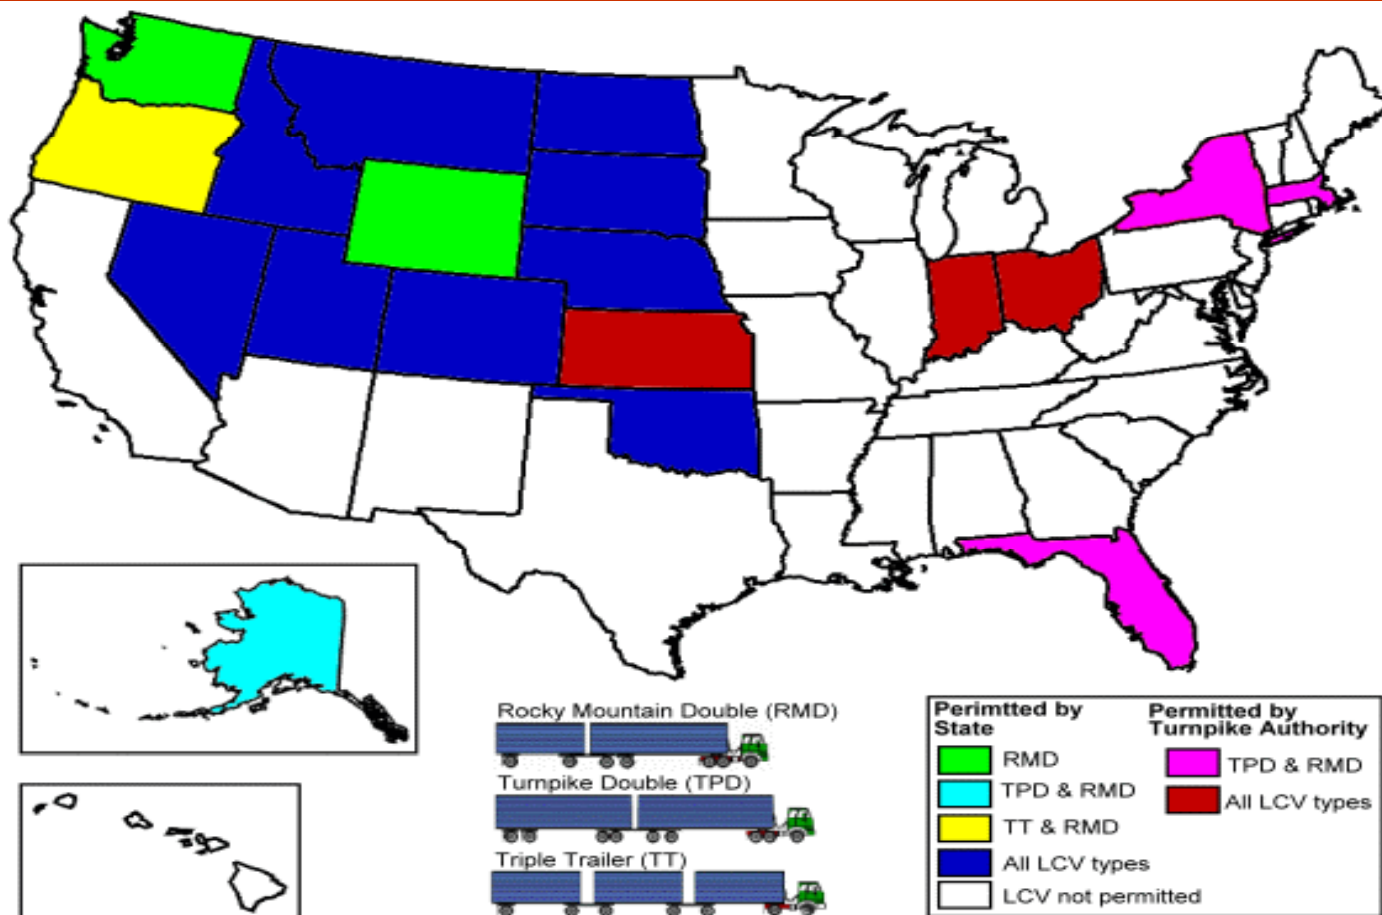 Rocky Mountain Double (RMD)
Turnpike Double (TPD)
Triple Trailer (TT)
Perimtted by
State
RMD
TPD & RMD
TT & RMD
All LCV types
LCV not permitted
Permitted by
Turnpike Authority
TPD & RMD
All LCV types